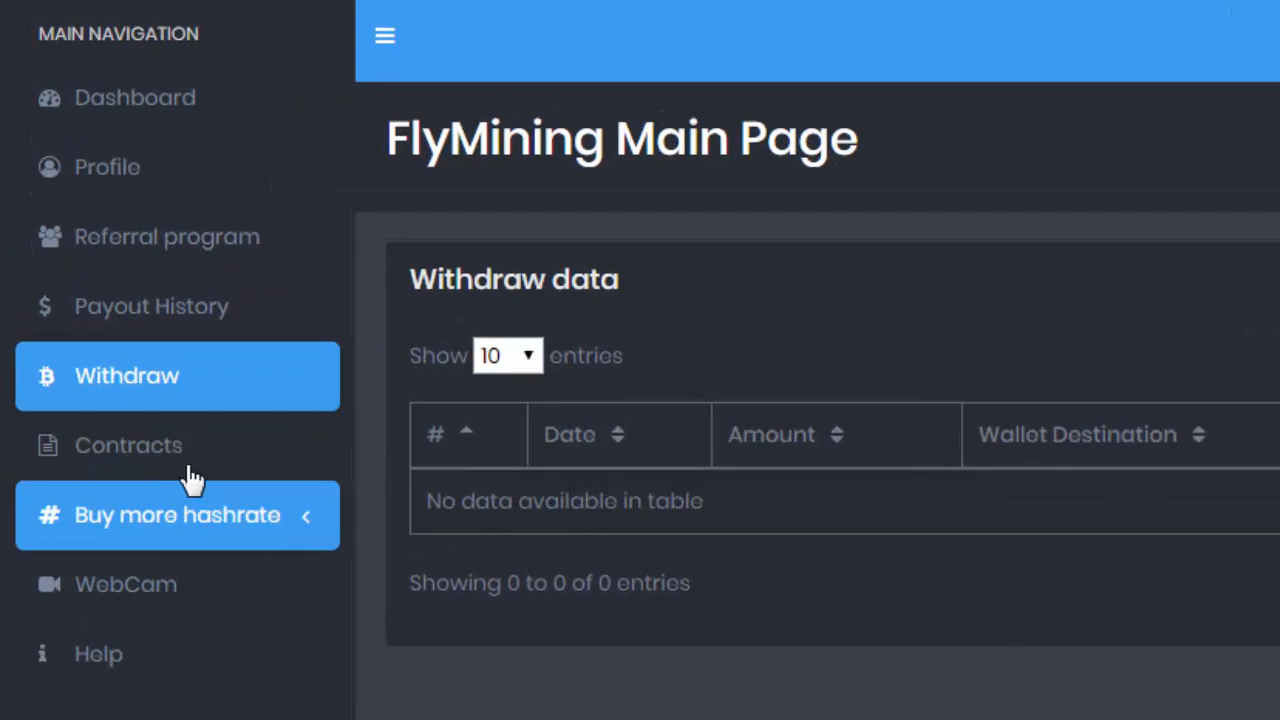 MAIN NAVIGATION
Dashboard
Profile
Referral program
Payout History
Withdraw
Contracts
Buy more hashrate
WebCam
Help
FlyMining Main Page
Withdraw data
Show 10 entries
# Date Amount Wallet Destination
No data available in table
Showing 0 to 0 of 0 entries